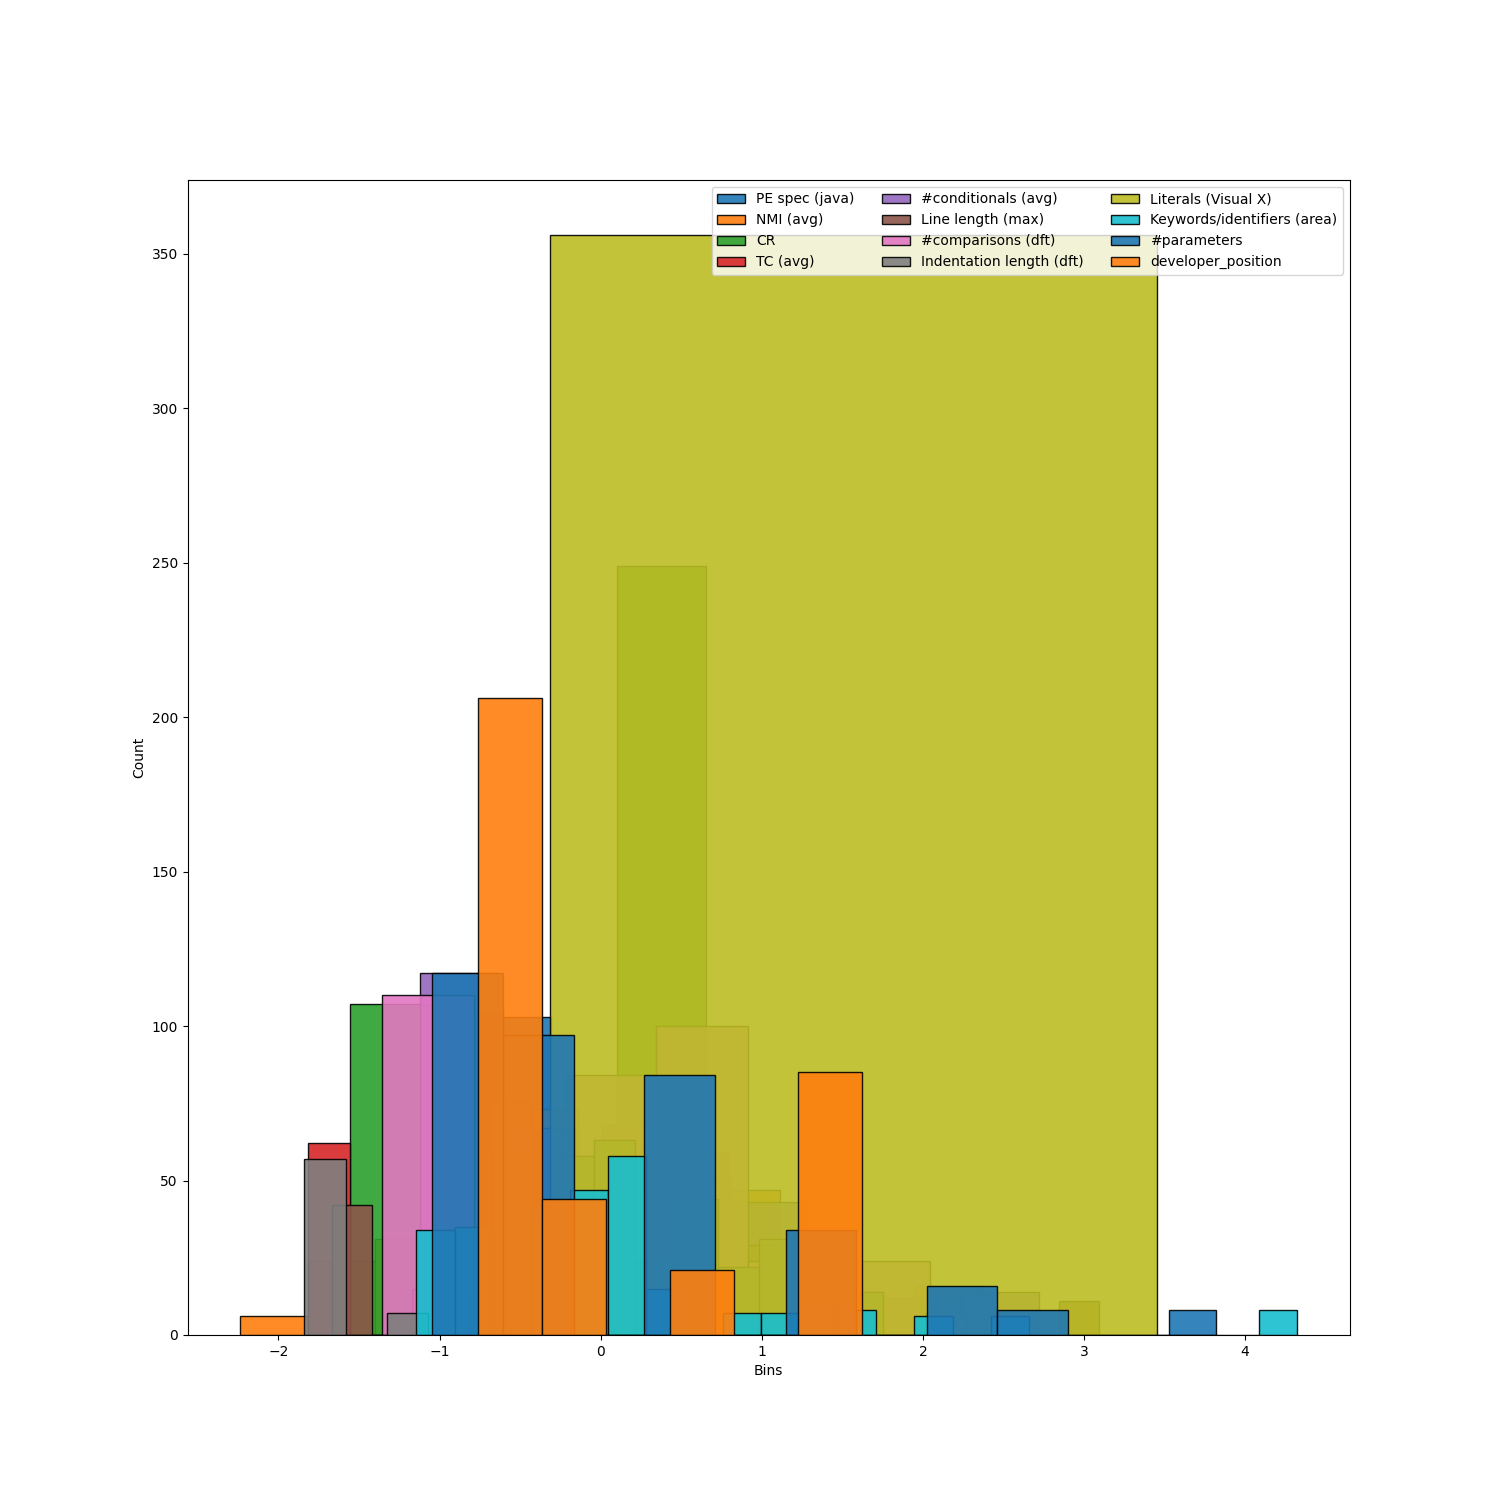 PE spec (java)
NMI (avg)
CR
TC (avg)
#conditionals (avg)
Line length (max)
#comparisons (dft)
Indentation length (dft)
Literals (Visual X)
Keywords/identifiers (area)
#parameters
developer_position
350
300
250
200
150
100
50
0
Count
−2 −1 0 1 2 3 4
Bins